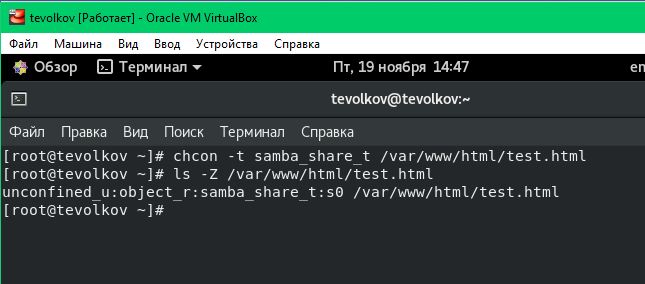 tevolkov [Работает] - Oracle VM VirtualBox
Файл Машина Вид Ввод Устройства Справка
Обзор Терминал Пт, 19 ноября 14:47 en
tevolkov@tevolkov:~
Файл Правка Вид Поиск Терминал Справка
[root@tevolkov ~]# chcon -t samba_share_t /var/www/html/test.html
[root@tevolkov ~]# ls -Z /var/www/html/test.html
unconfined_u:object_r:samba_share_t:s0 /var/www/html/test.html
[root@tevolkov ~]#